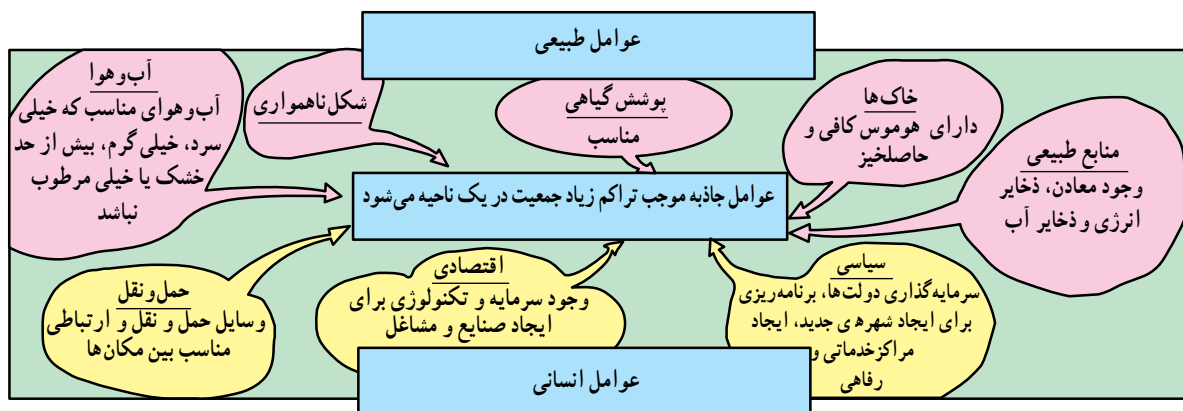 عوامل طبیعی
خاک‌ها
دارای هوموس کافی و
حاصلخیز
پوشش گیاهی
مناسب
شکل ناهمواری
آب‌و‌هوا
آب‌و‌هوای مناسب که خیلی
سرد، خیلی گرم، بیش از حد
خشک یا خیلی مرطوب
نباشد
منابع طبیعی
وجود معادن، ذخایر
انرژی و ذخایر آب
عوامل جاذبه موجب تراکم زیاد جمعیت در یک ناحیه می‌شود
سیاسی
سرمایه‌گذاری دولت‌ها، برنامه‌ریزی
برای ایجاد شهره ی جدید، ایجاد
مراکزخدماتی و
رفاهی
اقتصادی
وجود سرمایه و تکنولوژی برای
ایجاد صنایع و مشاغل
حمل‌و‌نقل
وسایل حمل و نقل و ارتباطی
مناسب بین مکان‌ها
عوامل انسانی